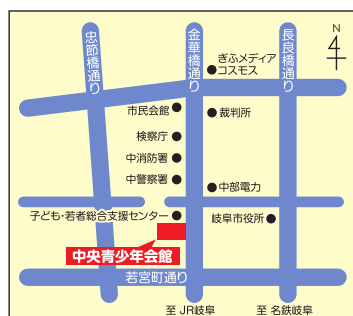 忠節橋通り
金華橋通り
長良橋通り
N
ぎふメディア
コスモス
市民会館
裁判所
検察庁
中消防署
中警察署
中部電力
子ども・若者総合支援センター
岐阜市役所
中央青少年会館
若宮町通り
至 JR岐阜
至 名鉄岐阜